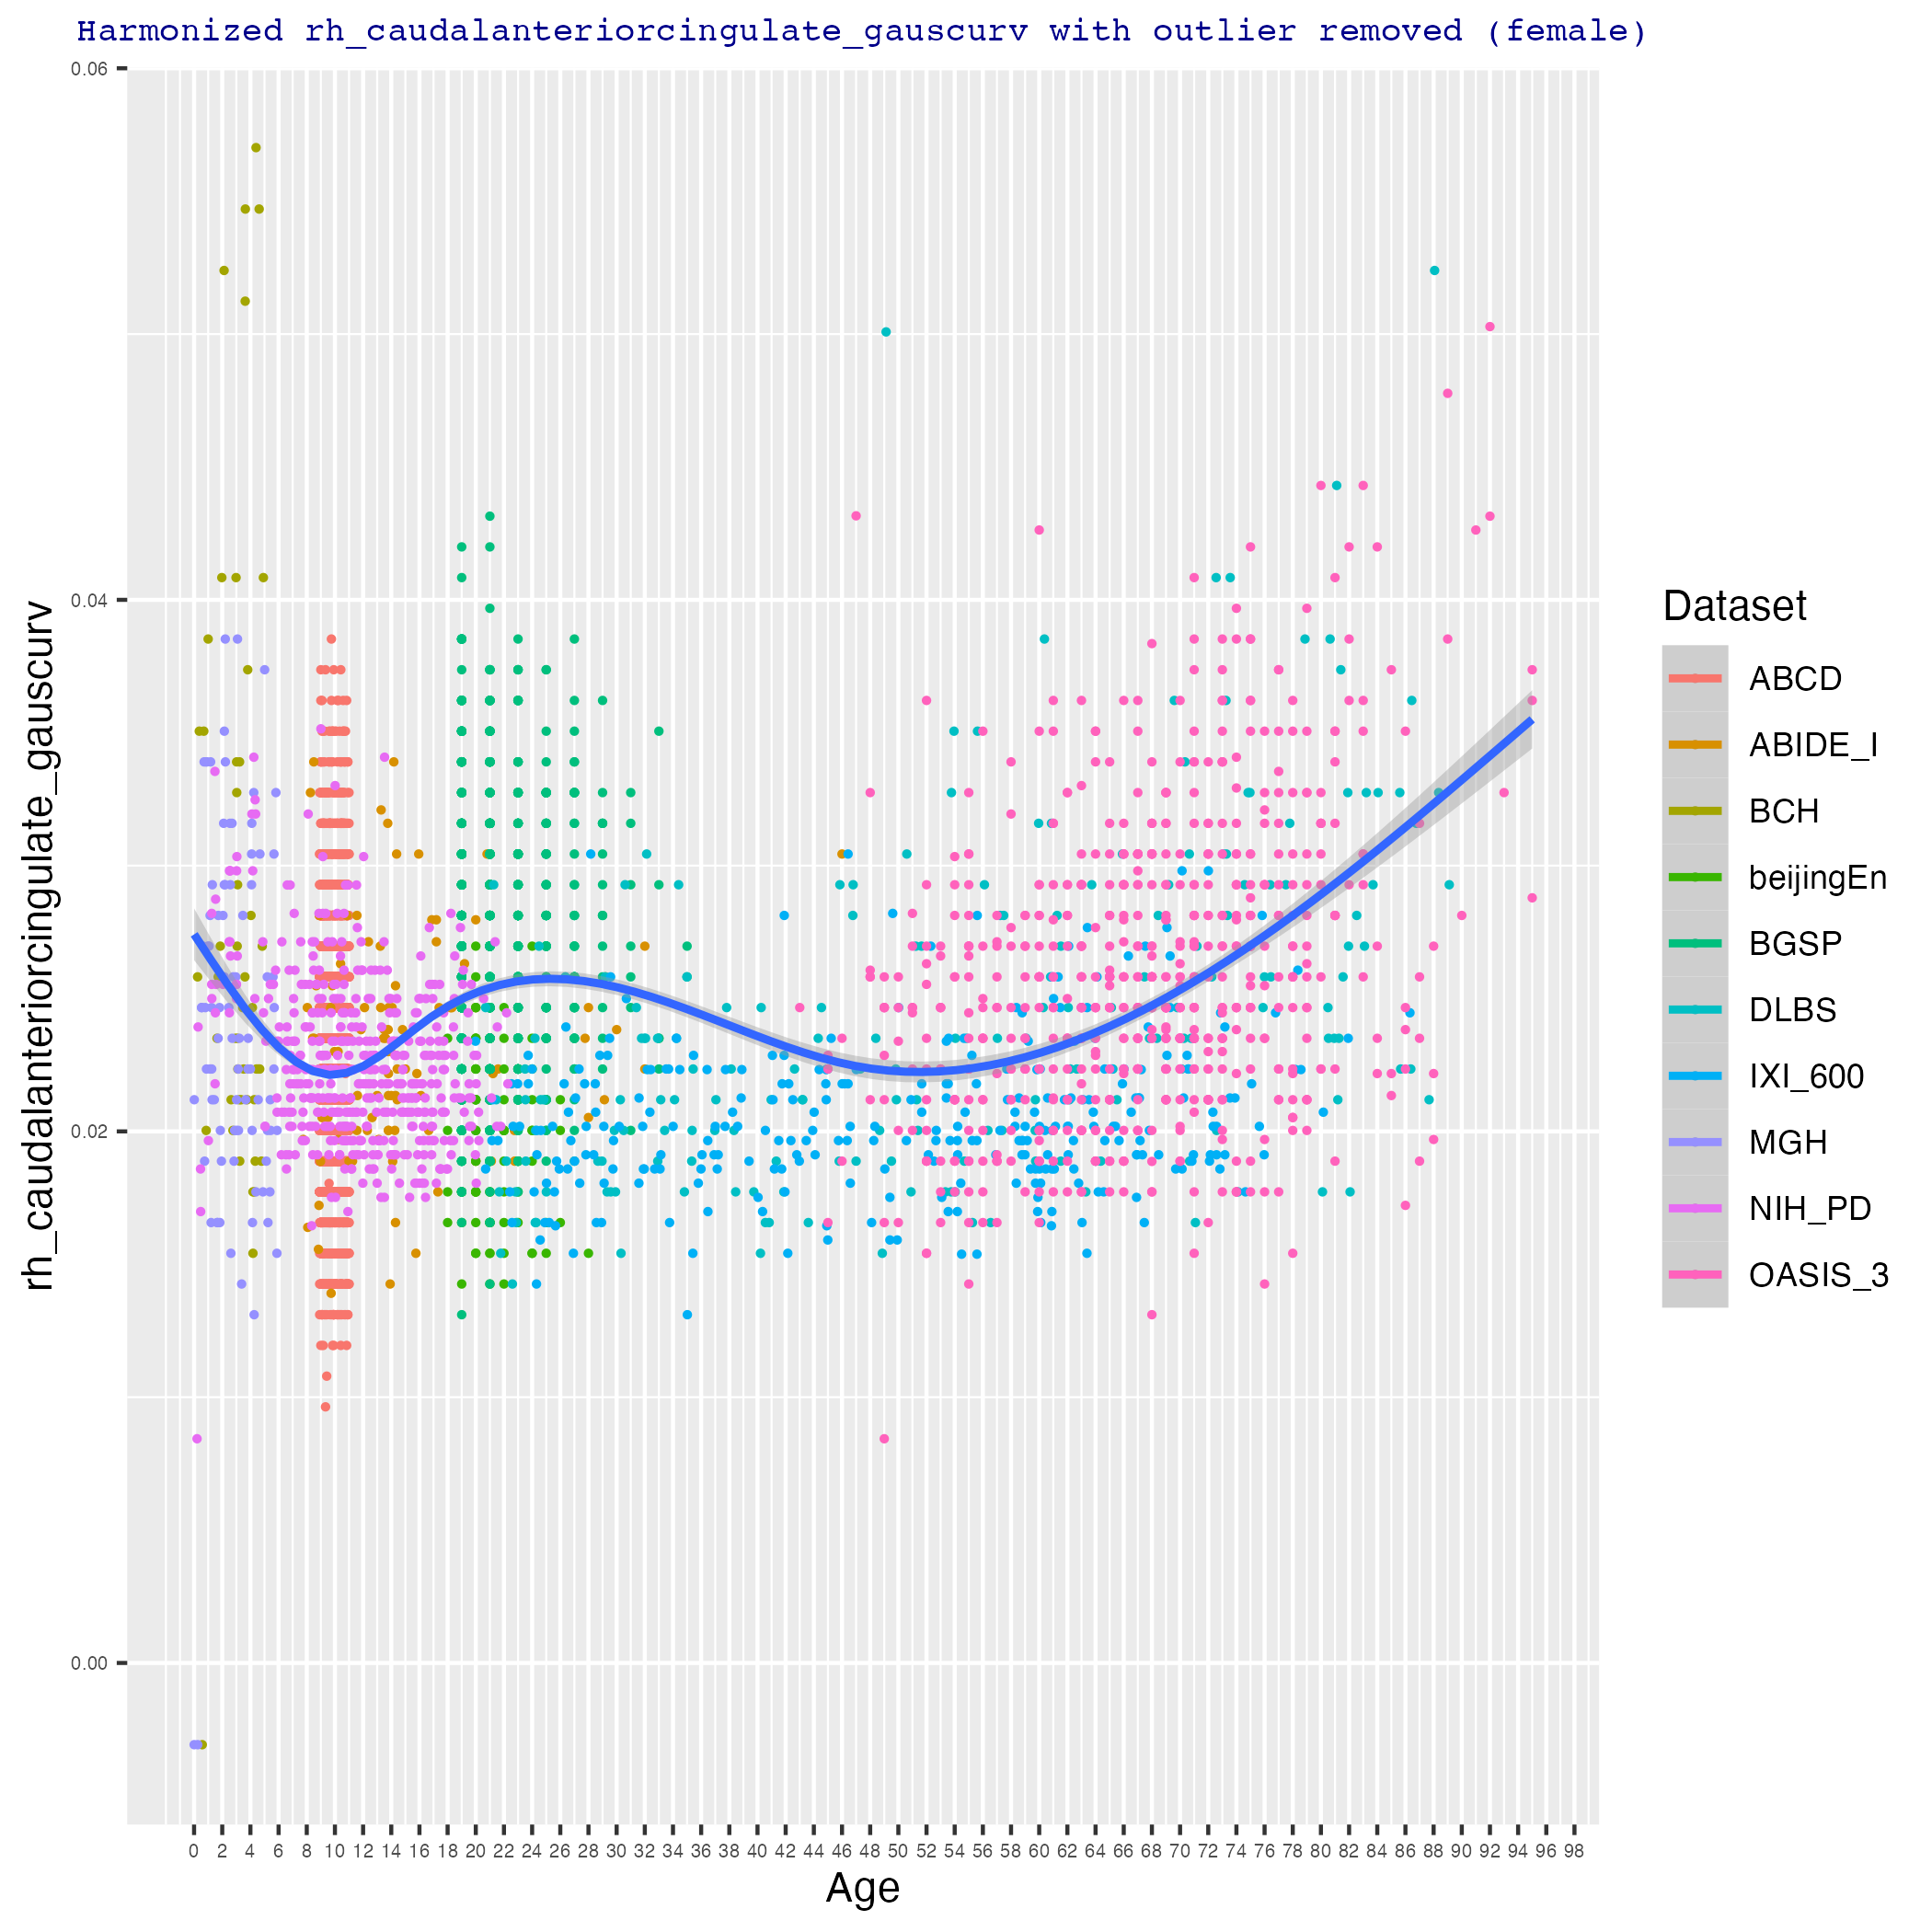 Harmonized rh_caudalanteriorcingulate_gauscurv with outlier removed (female)
rh_caudalanteriorcingulate_gauscurv
0.06
0.04
0.02
0.00
0 2 4 6 8 10 12 14 16 18 20 22 24 26 28 30 32 34 36 38 40 42 44 46 48 50 52 54 56 58 60 62 64 66 68 70 72 74 76 78 80 82 84 86 88 90 92 94 96 98
Age
Dataset
ABCD
ABIDE_I
BCH
beijingEn
BGSP
DLBS
IXI_600
MGH
NIH_PD
OASIS_3